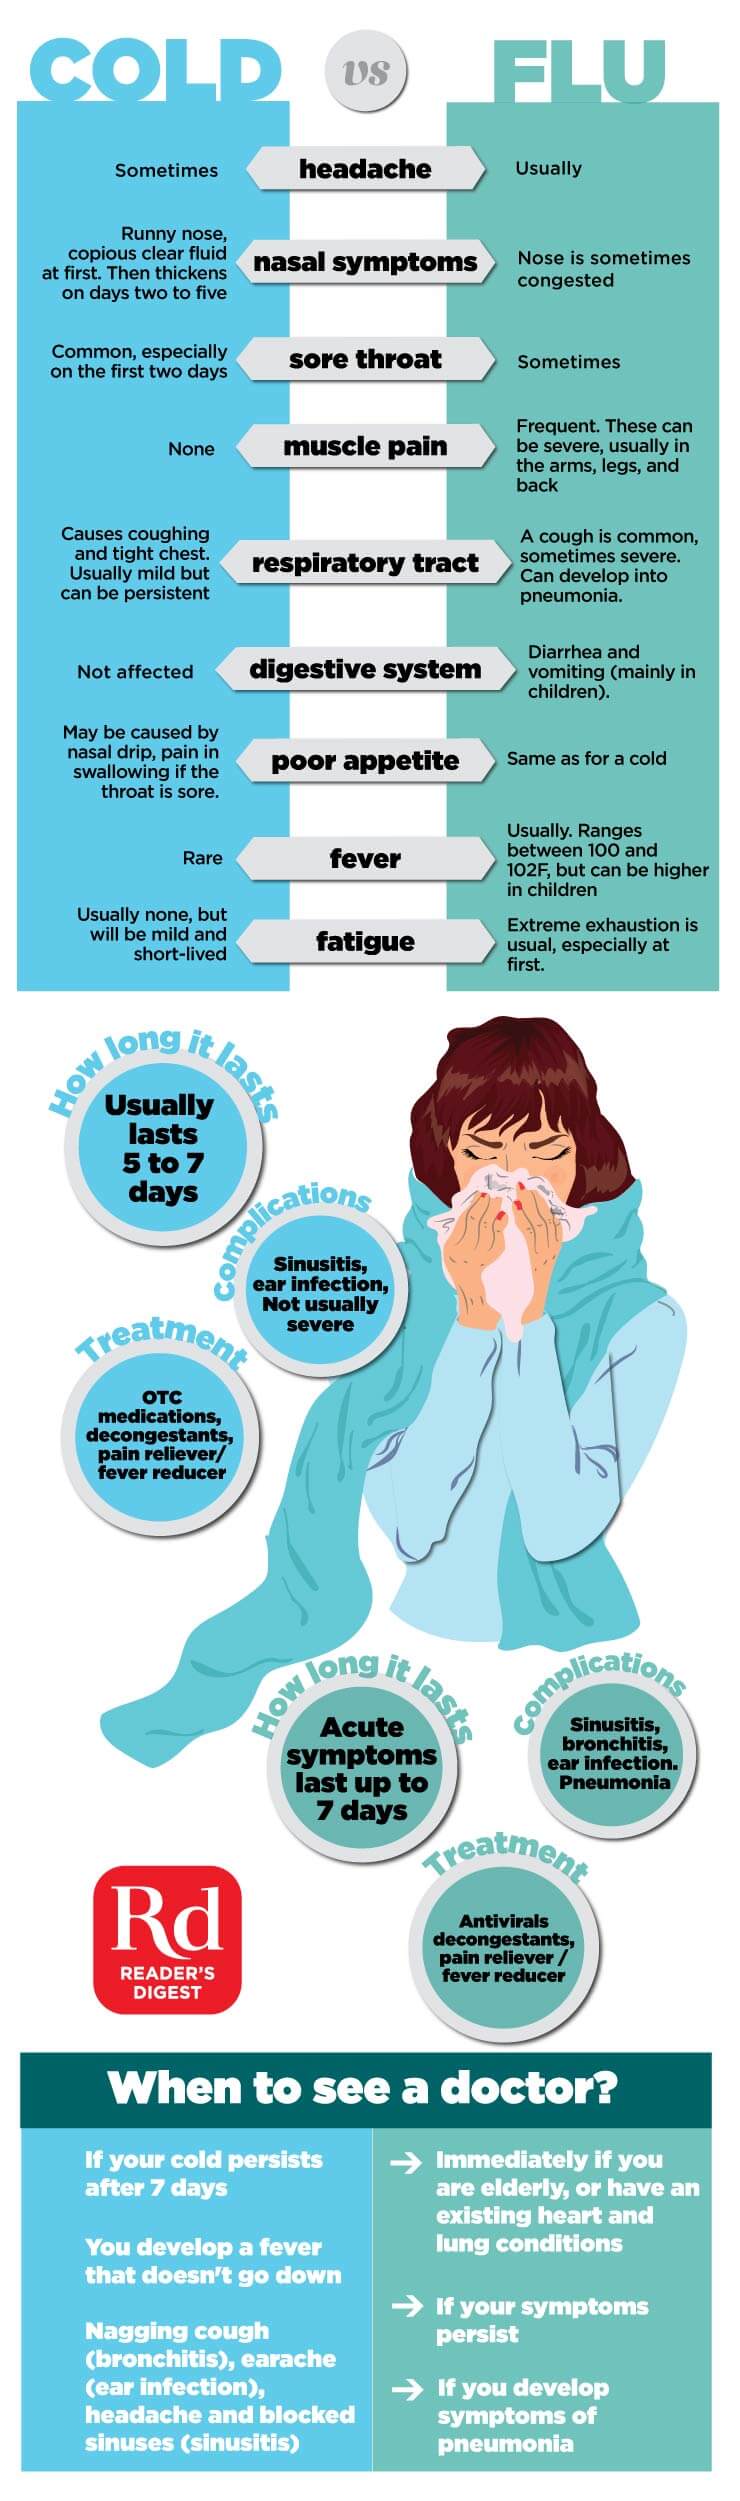 COLD vs FLU
Sometimes
headache
Usually
Runny nose,
copious clear fluid
at first. Then thickens
on days two to five
nasal symptoms
Nose is sometimes
congested
Common, especially
on the first two days
sore throat
Sometimes
None
muscle pain
Frequent. These can
be severe, usually in
the arms, legs, and
back
Causes coughing
and tight chest.
Usually mild but
can be persistent
respiratory tract
A cough is common,
sometimes severe.
Can develop into
pneumonia.
Not affected
digestive system
Diarrhea and
vomiting (mainly in
children).
May be caused by
nasal drip, pain in
swallowing if the
throat is sore.
poor appetite
Same as for a cold
Rare
fever
Usually. Ranges
between 100 and
102F, but can be higher
in children
Usually none, but
will be mild and
short-lived
fatigue
Extreme exhaustion is
usual, especially at
first.
How long it lasts
Usually
lasts
5 to 7
days
Complications
Sinusitis,
ear infection,
Not usually
severe
Treatment
OTC
medications,
decongestants,
pain reliever/
fever reducer
How long it lasts
Acute
symptoms
last up to
7 days
Complications
Sinusitis,
bronchitis,
ear infection.
Pneumonia
Treatment
Antivirals
decongestants,
pain reliever /
fever reducer
Rd
READER'S
DIGEST
When to see a doctor?
If your cold persists
after 7 days
You develop a fever
that doesn't go down
Nagging cough
(bronchitis), earache
(ear infection),
headache and blocked
sinuses (sinusitis)
→ Immediately if you
are elderly, or have an
existing heart and
lung conditions
→ If your symptoms
persist
→ If you develop
symptoms of
pneumonia